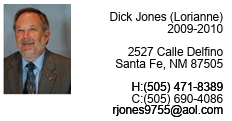 Dick Jones (Lorianne)
2009-2010
2527 Calle Delfino
Santa Fe, NM 87505
H:(505) 471-8389
C:(505) 690-4086
rjones9755@aol.com